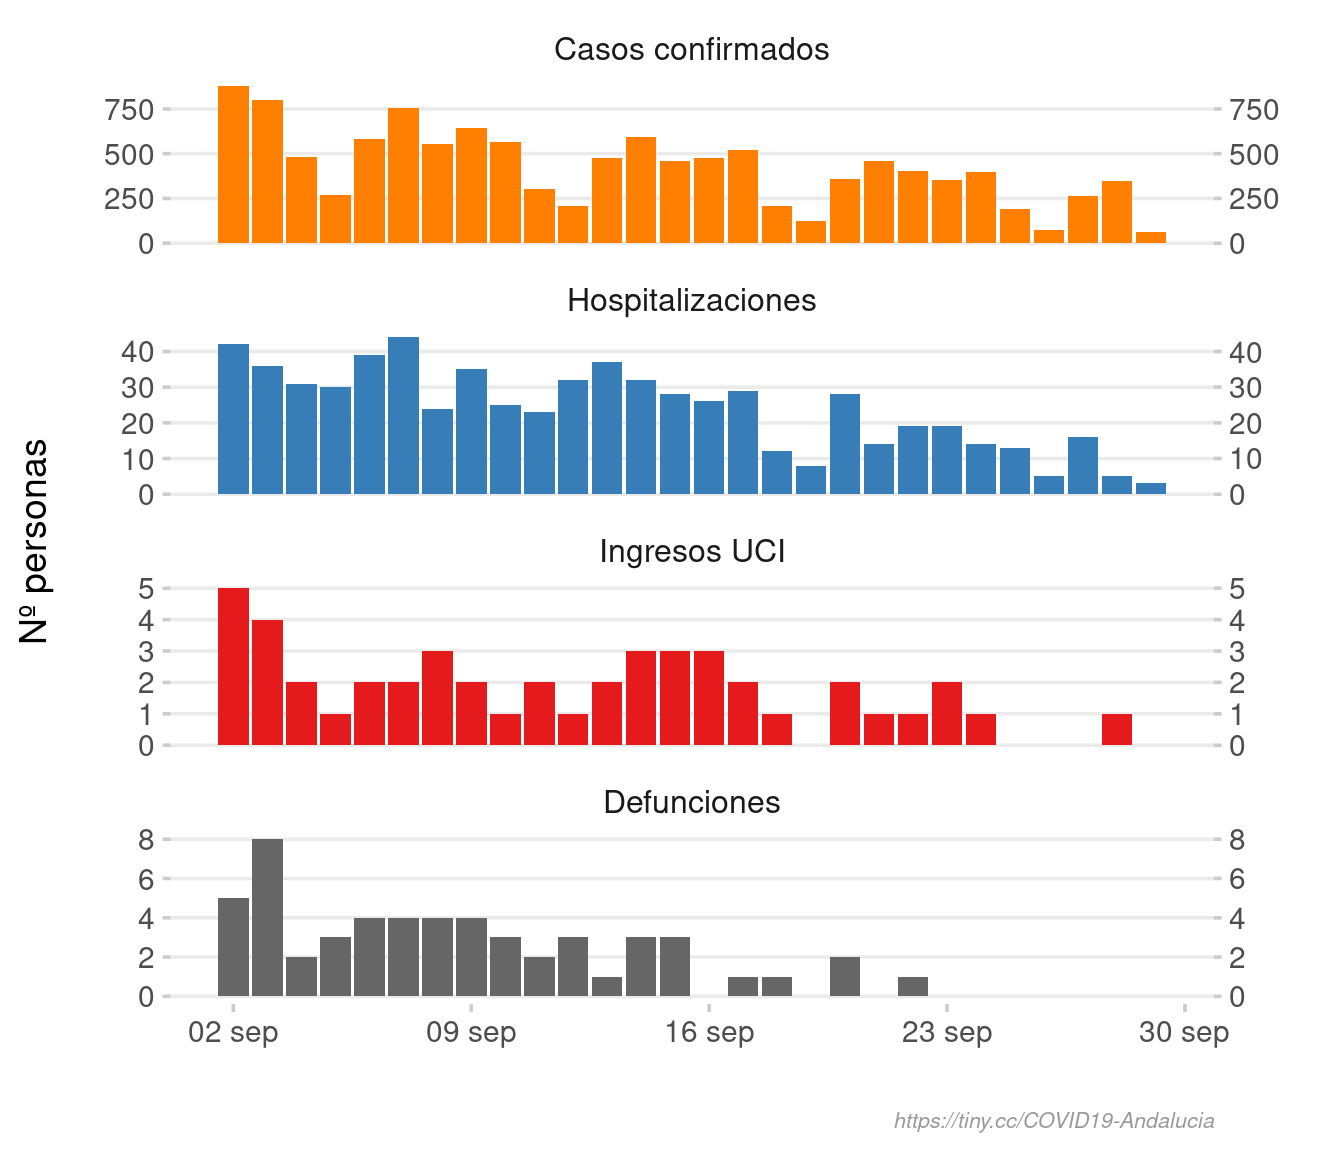 Casos confirmados
750 750
500 500
250 250
0 0
Hospitalizaciones
40 40
30 30
20 20
10 10
0 0
Nº personas
Ingresos UCI
5 5
4 4
3 3
2 2
1 1
0 0
Defunciones
8 8
6 6
4 4
2 2
0 0
02 sep 09 sep 16 sep 23 sep 30 sep
https://tiny.cc/COVID19-Andalucia